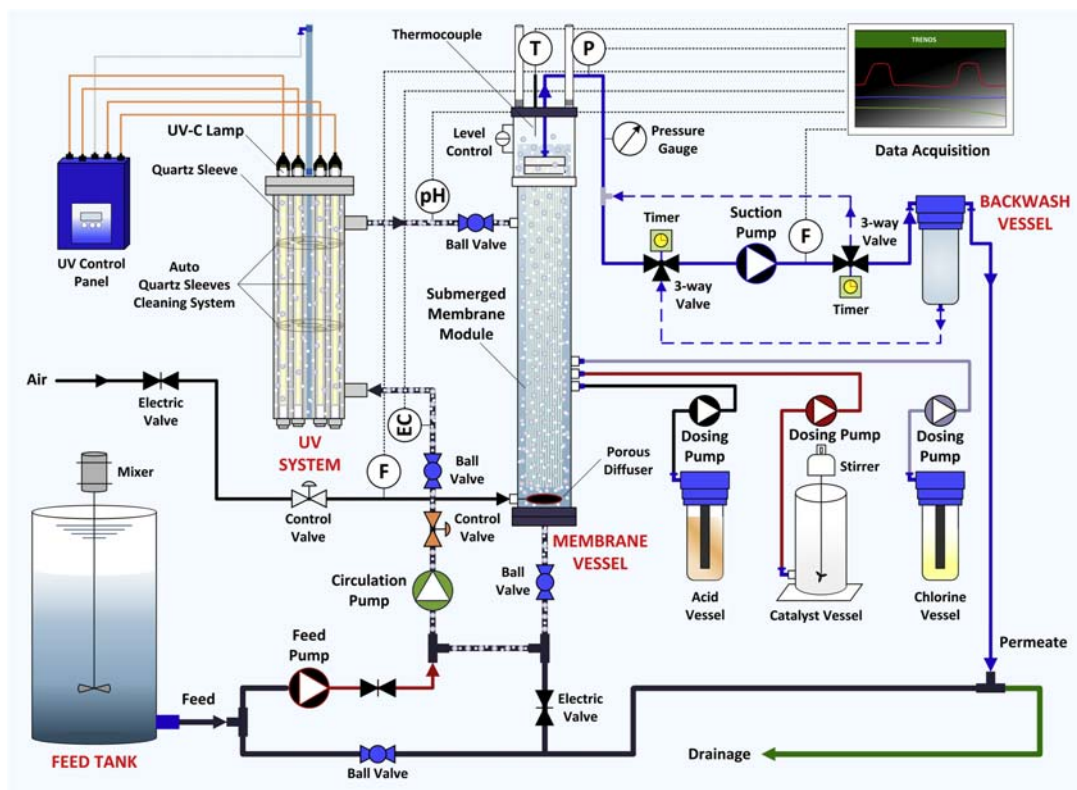 Thermocouple
T
P
TRENDS
Data Acquisition
UV-C Lamp
Quartz Sleeve
UV Control
Panel
Auto
Quartz Sleeves
Cleaning System
Level
Control
pH
Ball Valve
Pressure
Gauge
Timer
Suction
Pump
F
3-way
Valve
BACKWASH
VESSEL
3-way
Valve
Timer
Submerged
Membrane
Module
Air
Electric
Valve
UV
SYSTEM
EC
F
Ball
Valve
Control
Valve
Control
Valve
Porous
Diffuser
MEMBRANE
VESSEL
Dosing
Pump
Dosing Pump
Stirrer
Dosing
Pump
Acid
Vessel
Catalyst Vessel
Chlorine
Vessel
Mixer
Circulation
Pump
Ball
Valve
Feed
Pump
Feed
Electric
Valve
Permeate
FEED TANK
Ball Valve
Drainage